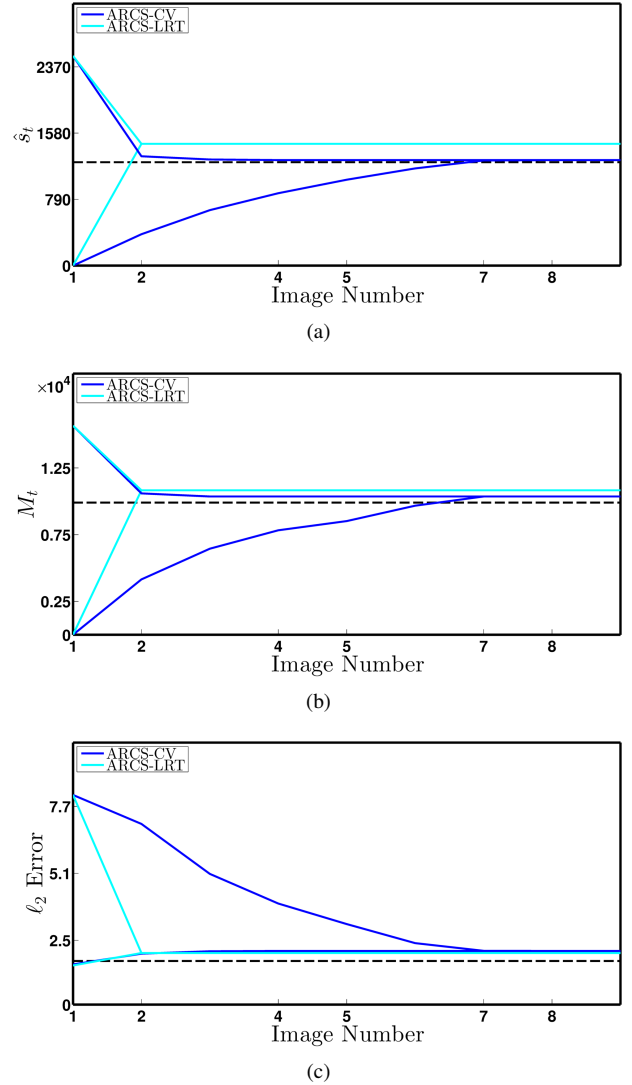 ARCS-CV
ARCS-LRT
2370
1580
790
0
ŝt
1 2 4 5 7 8
Image Number
(a)
×10^4
ARCS-CV
ARCS-LRT
1.25
0.75
0.25
0
Mt
1 2 4 5 7 8
Image Number
(b)
ARCS-CV
ARCS-LRT
7.7
5.1
2.5
0
ℓ2 Error
1 2 4 5 7 8
Image Number
(c)